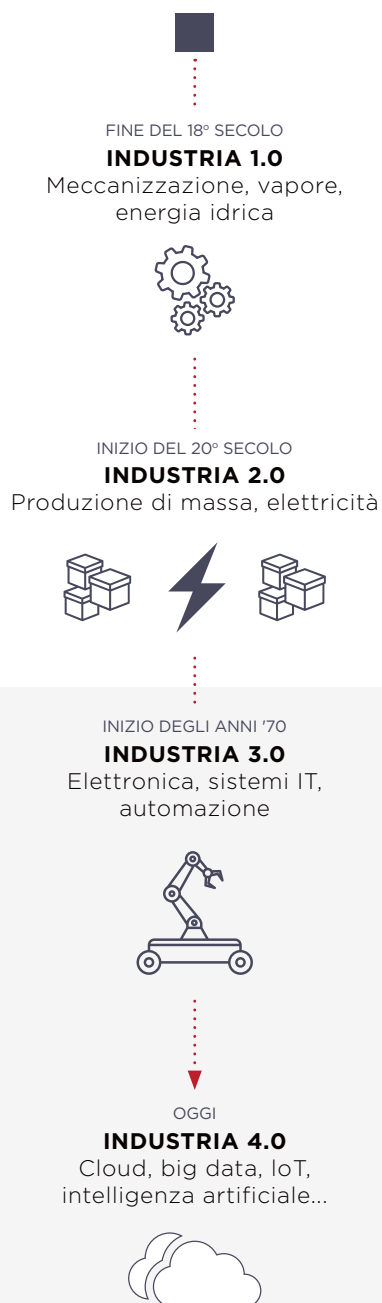 FINE DEL 18° SECOLO
INDUSTRIA 1.0
Meccanizzazione, vapore,
energia idrica
INIZIO DEL 20° SECOLO
INDUSTRIA 2.0
Produzione di massa, elettricità
INIZIO DEGLI ANNI '70
INDUSTRIA 3.0
Elettronica, sistemi IT,
automazione
OGGI
INDUSTRIA 4.0
Cloud, big data, IoT,
intelligenza artificiale...